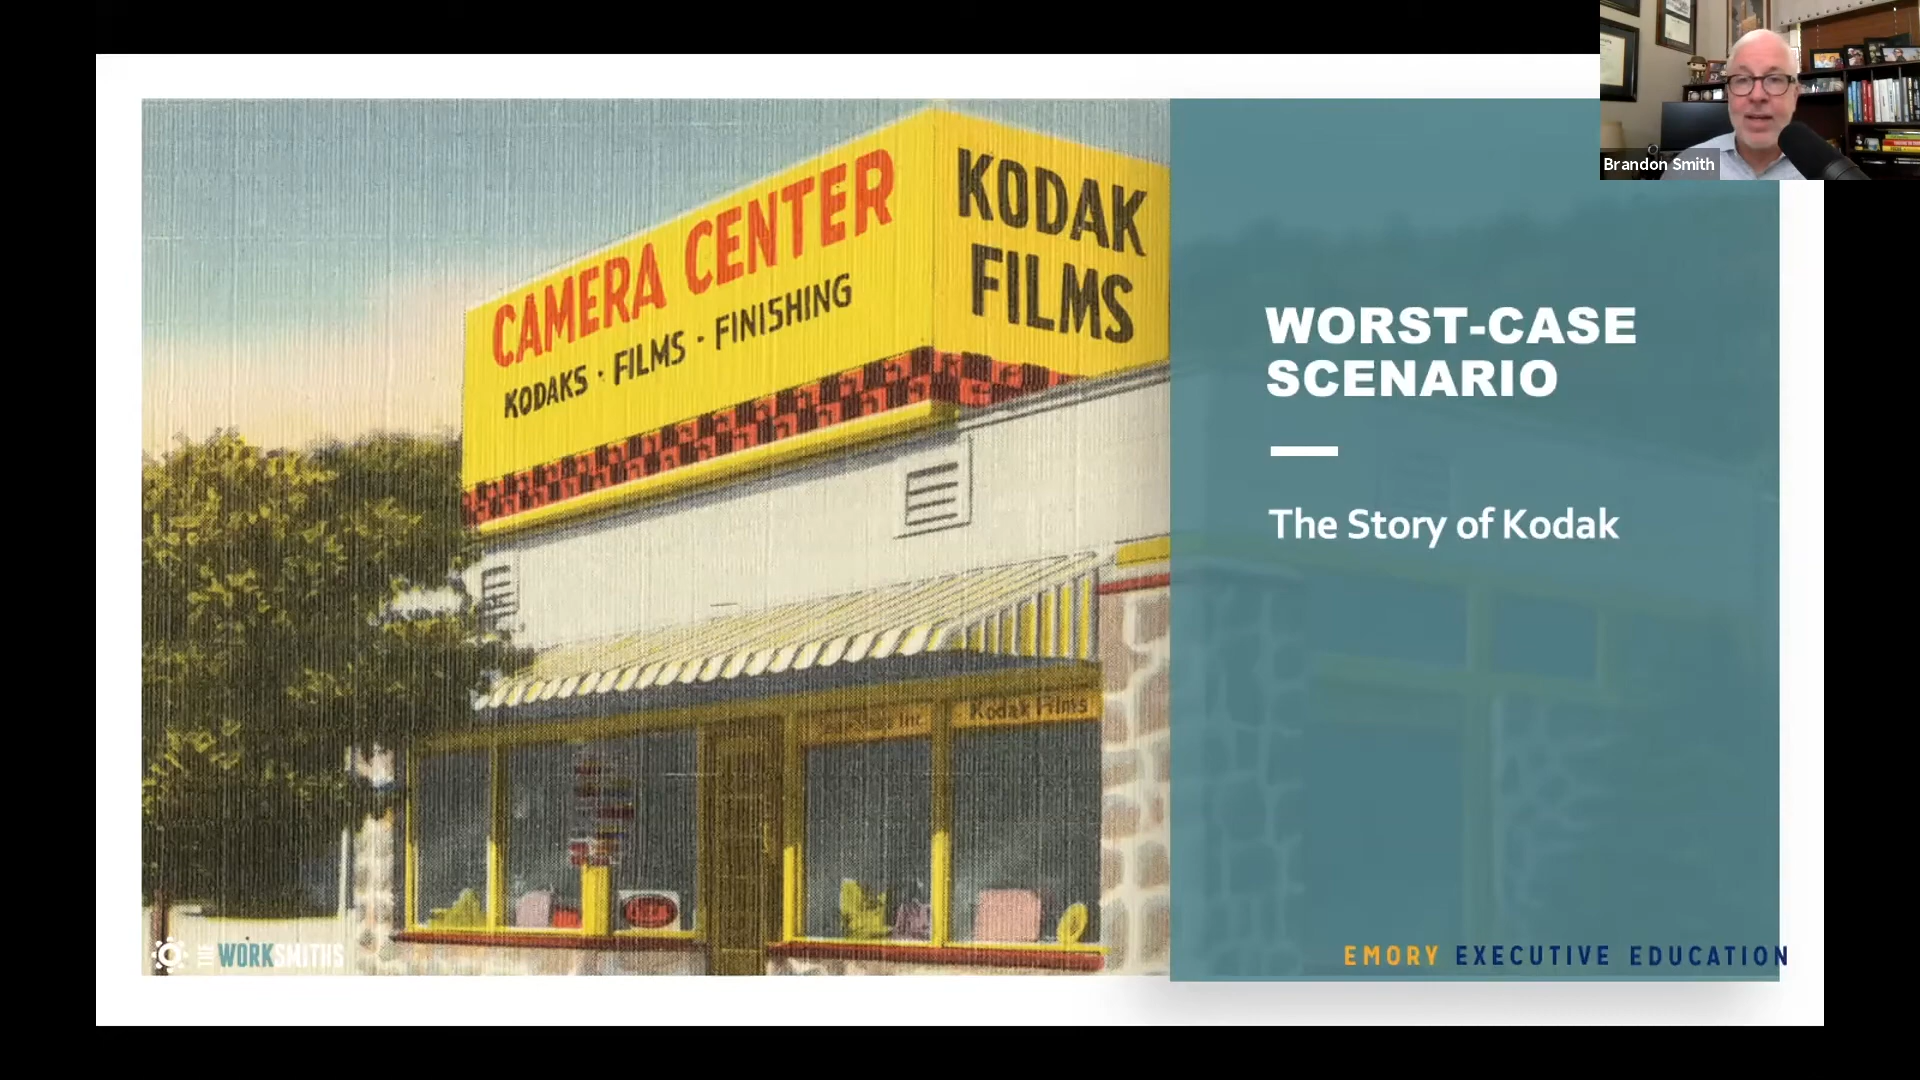 CAMERA CENTER
KODAKS · FILMS · FINISHING
KODAK
FILMS
Kodak Films
WORST-CASE
SCENARIO
The Story of Kodak
Brandon Smith
THE WORKSMITHS
EMORY EXECUTIVE EDUCATION